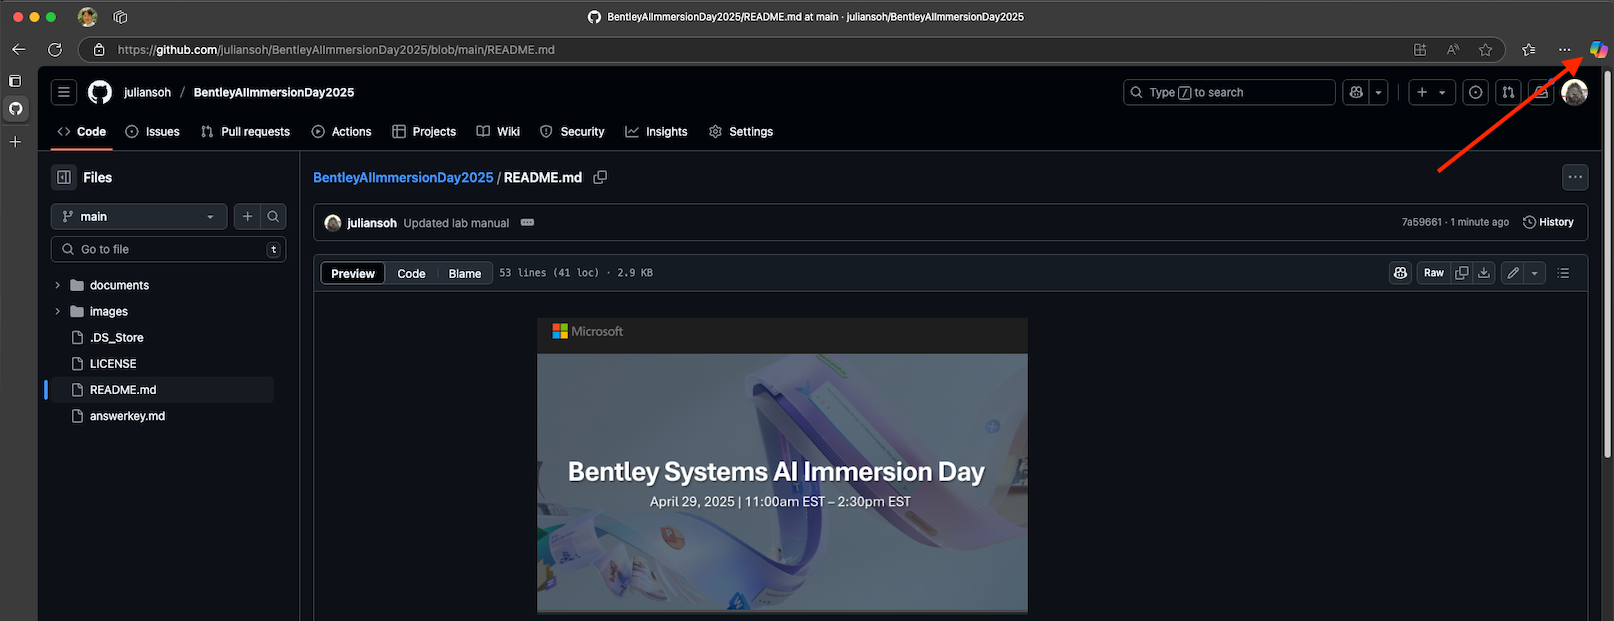 BentleyAIImmersionDay2025/README.md at main · juliansoh/BentleyAIImmersionDay2025
https://github.com/juliansoh/BentleyAIImmersionDay2025/blob/main/README.md
juliansoh / BentleyAIImmersionDay2025
Type / to search
Code Issues Pull requests Actions Projects Wiki Security Insights Settings
Files
BentleyAIImmersionDay2025 / README.md
main
juliansoh Updated lab manual
7a59661 · 1 minute ago History
Go to file t
Preview Code Blame 53 lines (41 loc) · 2.9 KB
Raw
documents
images
.DS_Store
LICENSE
README.md
answerkey.md
Microsoft
Bentley Systems AI Immersion Day
April 29, 2025 | 11:00am EST – 2:30pm EST